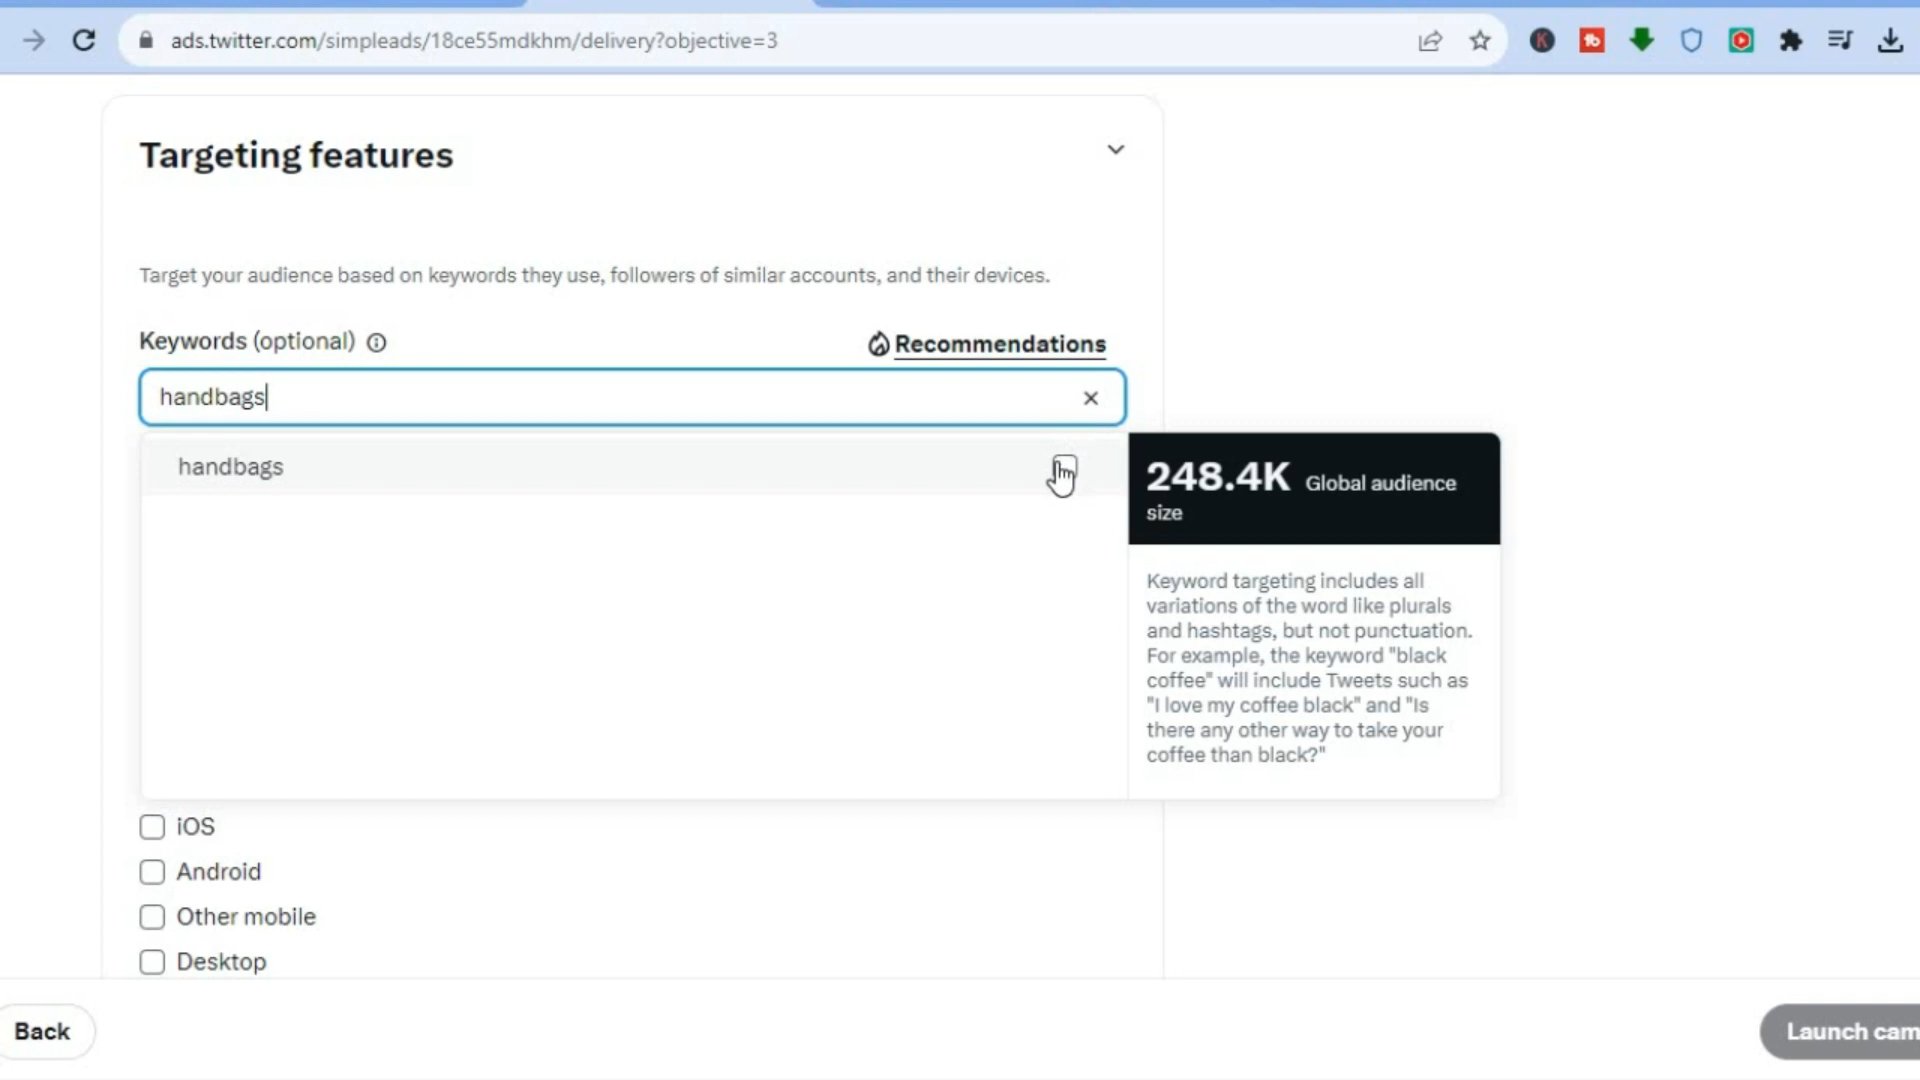 ads.twitter.com/simpleads/18ce55mdkhm/delivery?objective=3
Targeting features
Target your audience based on keywords they use, followers of similar accounts, and their devices.
Keywords (optional)
Recommendations
handbags
handbags
248.4K Global audience
size
Keyword targeting includes all
variations of the word like plurals
and hashtags, but not punctuation.
For example, the keyword "black
coffee" will include Tweets such as
"I love my coffee black" and "Is
there any other way to take your
coffee than black?"
iOS
Android
Other mobile
Desktop
Back
Launch cam